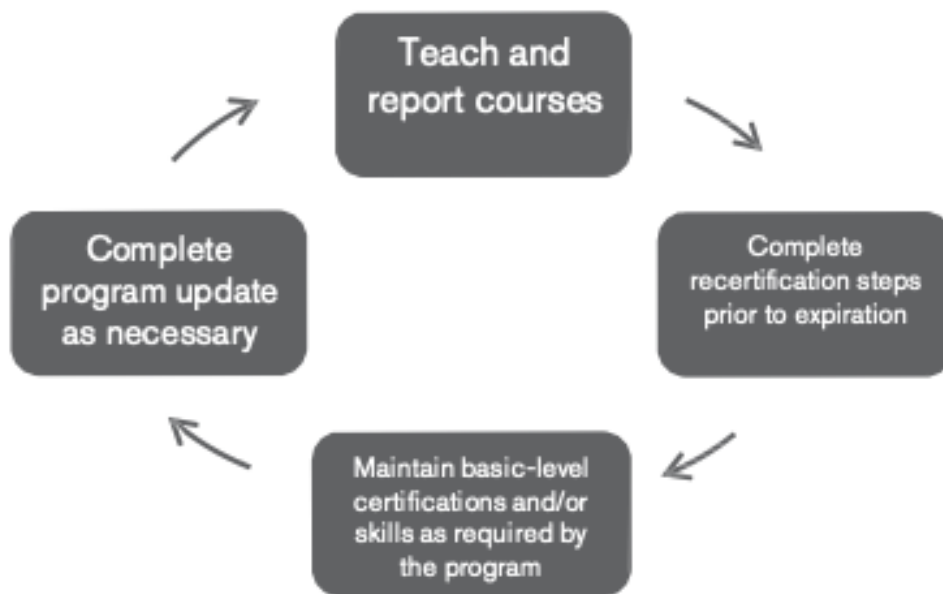 Teach and
report courses
Complete
recertification steps
prior to expiration
Maintain basic-level
certifications and/or
skills as required by
the program
Complete
program update
as necessary